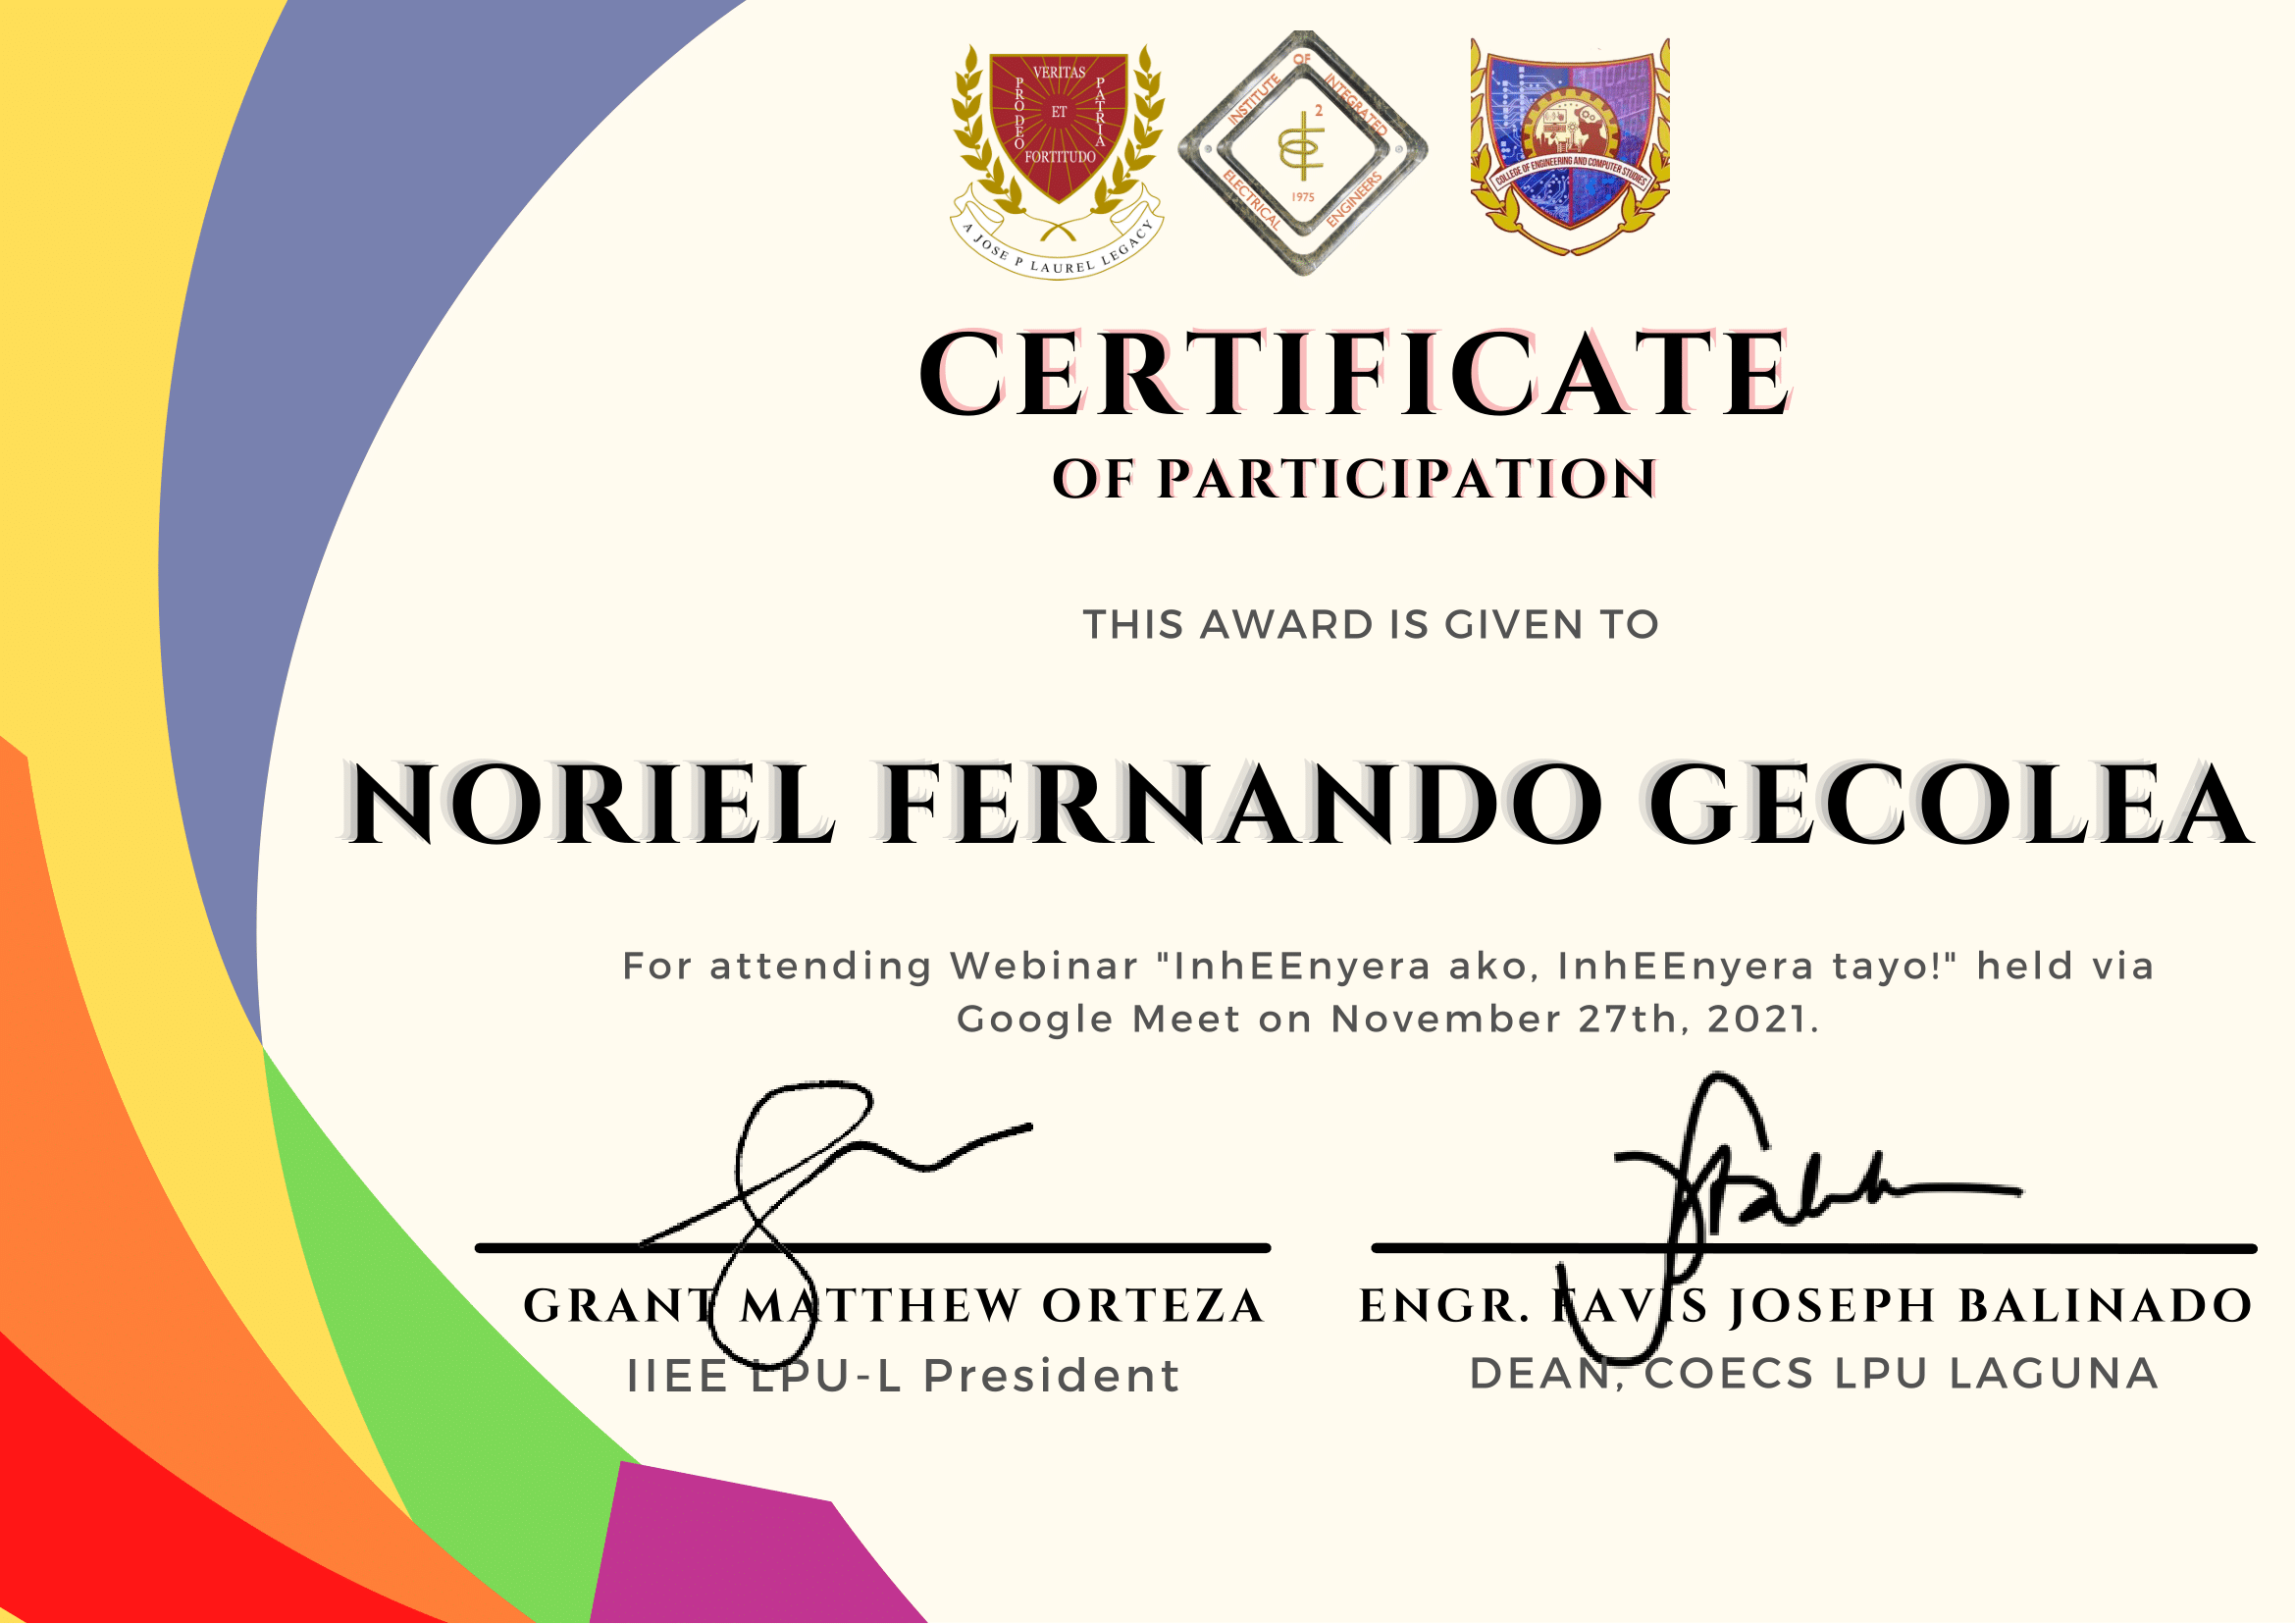 VERITAS
PRO DEO
ET
PATRIA
FORTITUDO
A JOSE P LAUREL LEGACY
INSTITUTE OF INTEGRATED
2
1975
ELECTRICAL ENGINEERS
COLLEGE OF ENGINEERING AND COMPUTER STUDIES
CERTIFICATE
OF PARTICIPATION
THIS AWARD IS GIVEN TO
NORIEL FERNANDO GECOLEA
For attending Webinar "InhEEnyera ako, InhEEnyera tayo!" held via
Google Meet on November 27th, 2021.
GRANT MATTHEW ORTEZA
IIEE LPU-L President
ENGR. FAVIS JOSEPH BALINADO
DEAN, COECS LPU LAGUNA